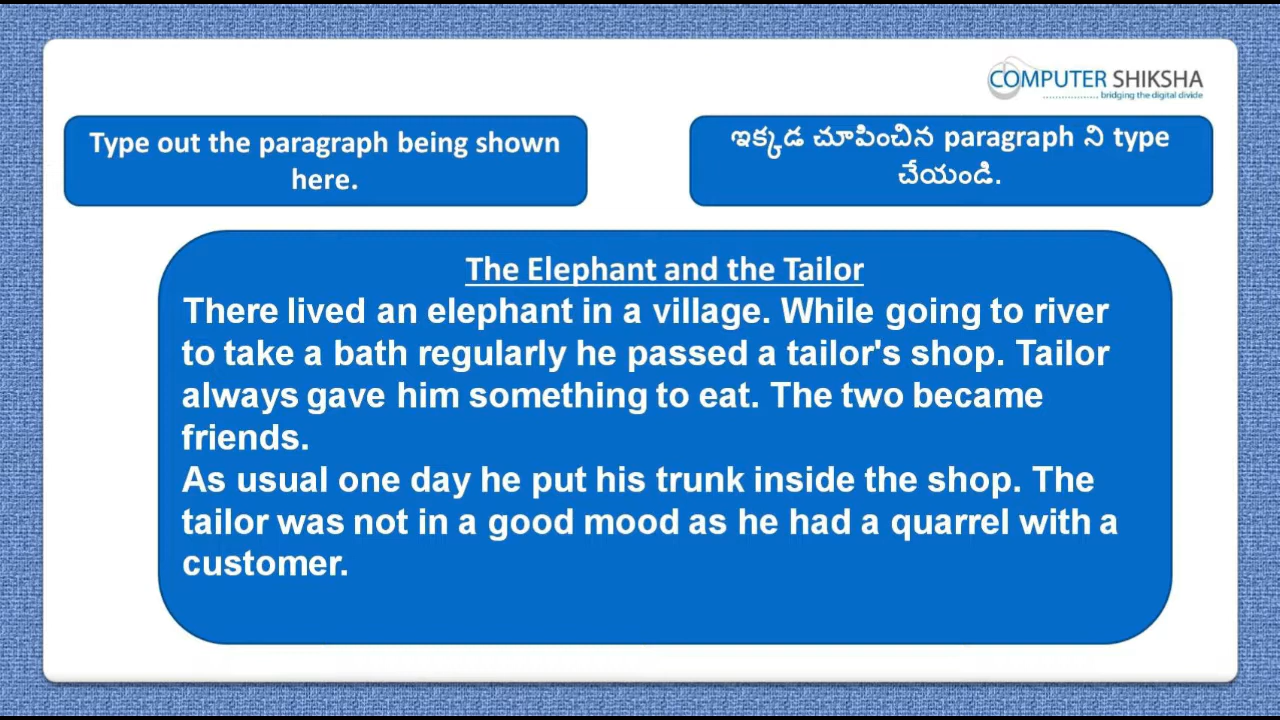 COMPUTER SHIKSHA
bridging the digital divide
Type out the paragraph being shown
here.
ఇక్కడ చూపించిన paragraph ని type
చేయండి.
The Elephant and the Tailor
There lived an elephant in a village. While going to river
to take a bath regularly he passed a tailor's shop. Tailor
always gave him something to eat. The two became
friends.
As usual one day he put his trunk inside the shop. The
tailor was not in a good mood as he had a quarrel with a
customer.